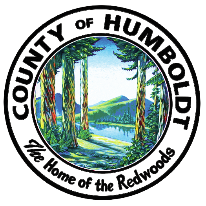 COUNTY OF HUMBOLDT
The Home of the Redwoods